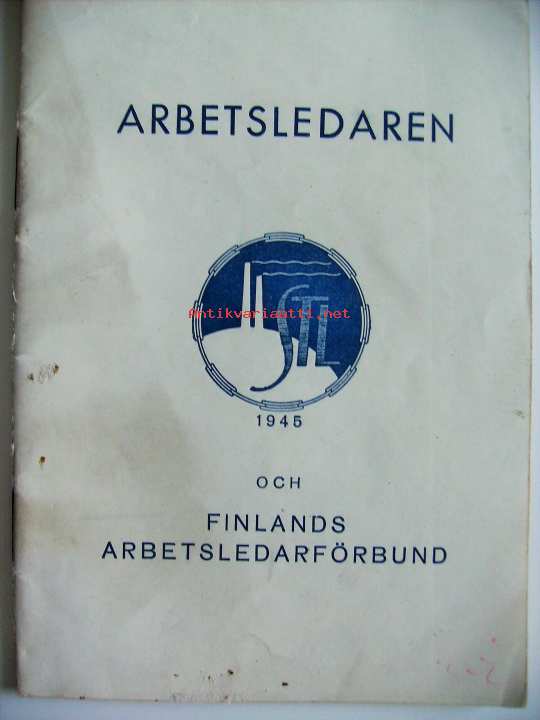 ARBETSLEDAREN
STL
Antikvariaatti.net
1945
OCH
FINLANDS
ARBETSLEDARFÖRBUND